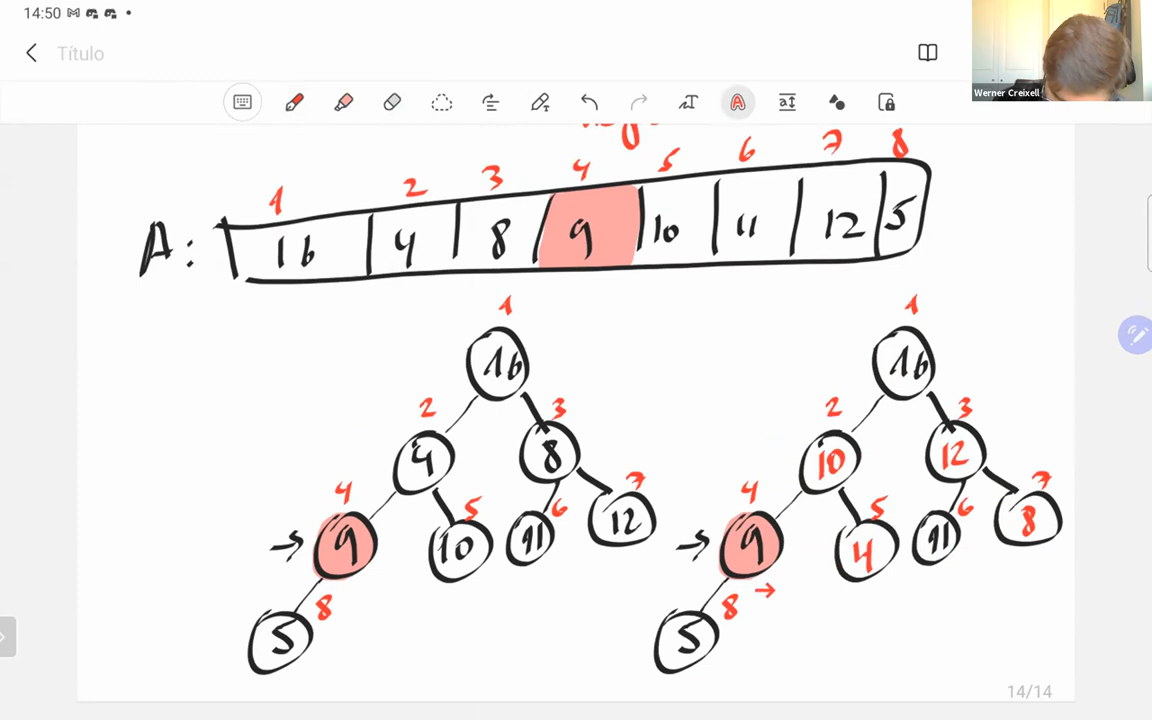 14:50
Título
Werner Creixell
1 2 3 4 5 6 7 8
A: 16 4 8 9 10 11 12 5
1 1
16 16
2 3 2 3
4 8 10 12
4 5 6 7 4 5 6 7
→ 9 10 11 12 → 9 4 11 8
8 8 →
5 5
14/14